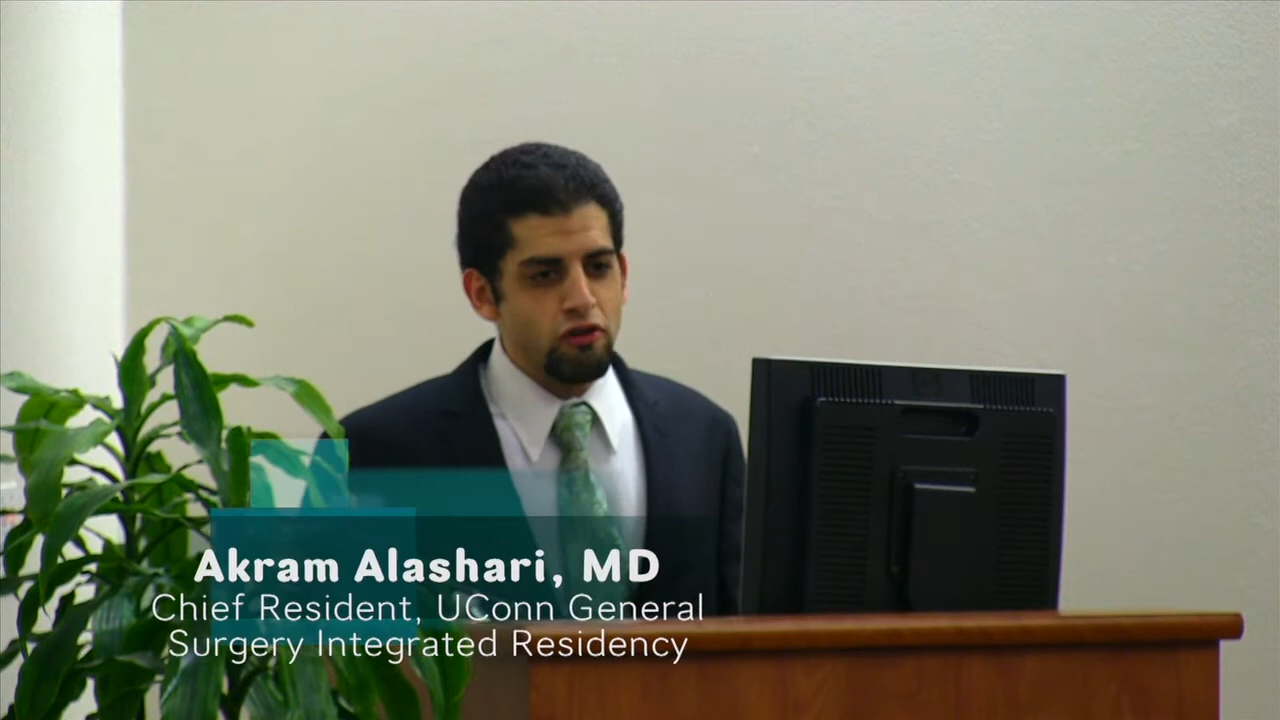 Akram Alashari, MD
Chief Resident, UConn General
Surgery Integrated Residency